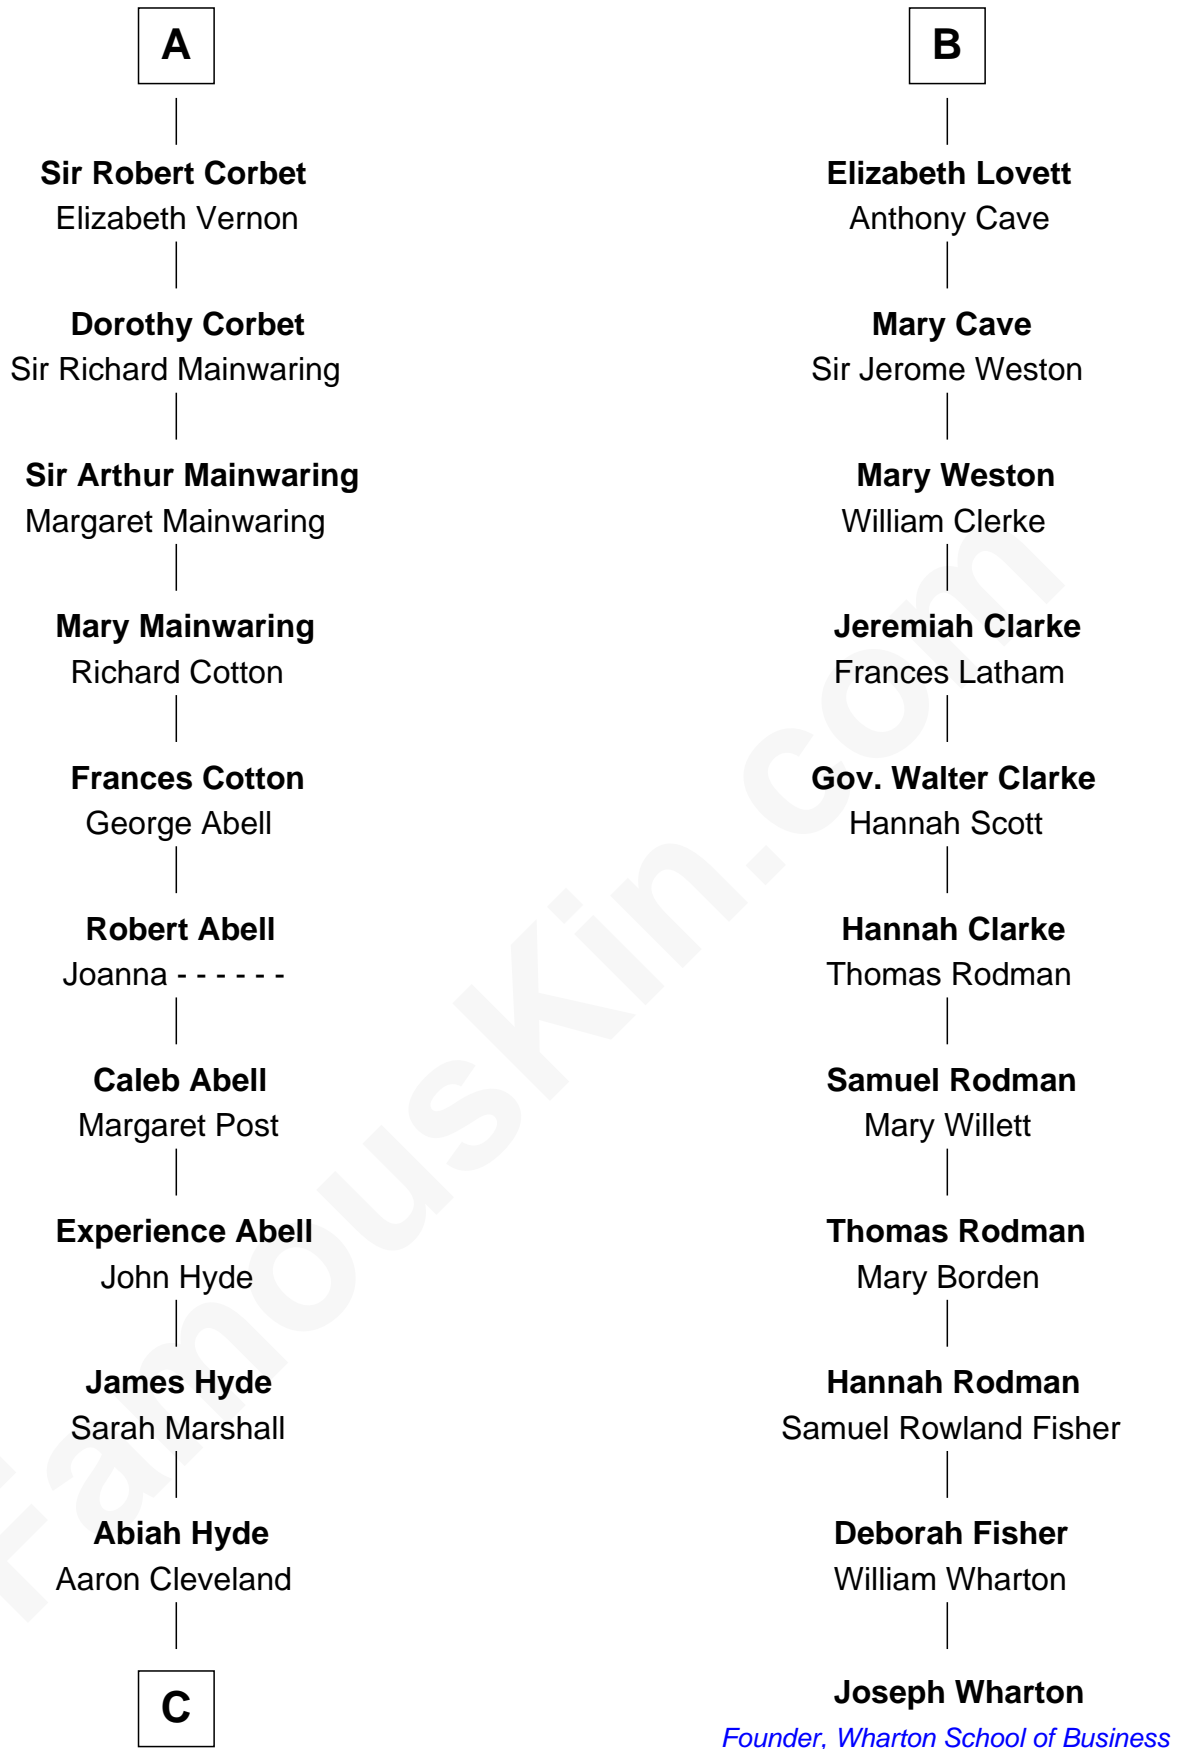 A
Sir Robert Corbet
Elizabeth Vernon
Dorothy Corbet
Sir Richard Mainwaring
Sir Arthur Mainwaring
Margaret Mainwaring
Mary Mainwaring
Richard Cotton
Frances Cotton
George Abell
Robert Abell
Joanna - - - - - -
Caleb Abell
Margaret Post
Experience Abell
John Hyde
James Hyde
Sarah Marshall
Abiah Hyde
Aaron Cleveland
C
B
Elizabeth Lovett
Anthony Cave
Mary Cave
Sir Jerome Weston
Mary Weston
William Clerke
Jeremiah Clarke
Frances Latham
Gov. Walter Clarke
Hannah Scott
Hannah Clarke
Thomas Rodman
Samuel Rodman
Mary Willett
Thomas Rodman
Mary Borden
Hannah Rodman
Samuel Rowland Fisher
Deborah Fisher
William Wharton
Joseph Wharton
Founder, Wharton School of Business
FamousKin.com